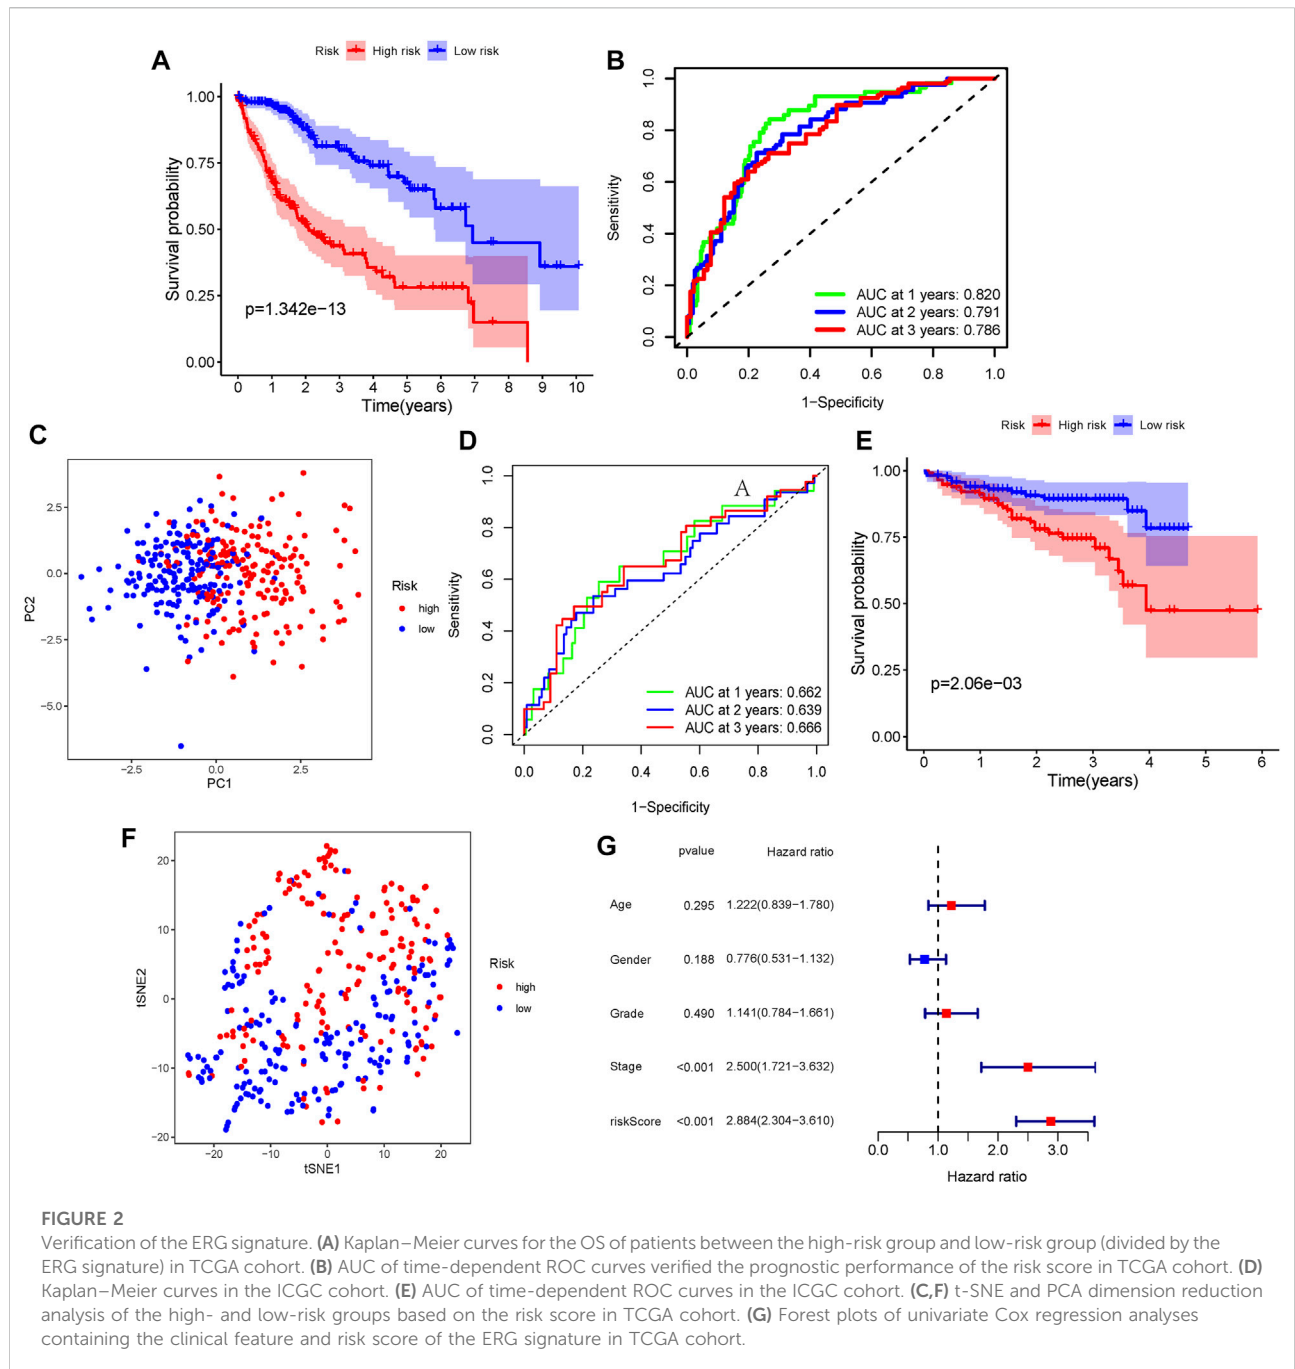 A
Risk High risk Low risk
Survival probability
1.00
0.75
0.50
0.25
0.00
p=1.342e−13
0 1 2 3 4 5 6 7 8 9 10
Time(years)
B
Sensitivity
1.0
0.8
0.6
0.4
0.2
0.0
AUC at 1 years: 0.820
AUC at 2 years: 0.791
AUC at 3 years: 0.786
0.0 0.2 0.4 0.6 0.8 1.0
1−Specificity
C
PC2
2.5
0.0
−2.5
−5.0
−2.5 0.0 2.5
PC1
Risk
high
low
D
A
Sensitivity
1.0
0.8
0.6
0.4
0.2
0.0
AUC at 1 years: 0.662
AUC at 2 years: 0.639
AUC at 3 years: 0.666
0.0 0.2 0.4 0.6 0.8 1.0
1−Specificity
E
Risk High risk Low risk
Survival probability
1.00
0.75
0.50
0.25
0.00
p=2.06e−03
0 1 2 3 4 5 6
Time(years)
F
tSNE2
20
10
0
−10
−20
−20 −10 0 10 20
tSNE1
Risk
high
low
G
pvalue Hazard ratio
Age 0.295 1.222(0.839−1.780)
Gender 0.188 0.776(0.531−1.132)
Grade 0.490 1.141(0.784−1.661)
Stage <0.001 2.500(1.721−3.632)
riskScore <0.001 2.884(2.304−3.610)
0.0 1.0 2.0 3.0
Hazard ratio
FIGURE 2
Verification of the ERG signature. (A) Kaplan–Meier curves for the OS of patients between the high-risk group and low-risk group (divided by the
ERG signature) in TCGA cohort. (B) AUC of time-dependent ROC curves verified the prognostic performance of the risk score in TCGA cohort. (D)
Kaplan–Meier curves in the ICGC cohort. (E) AUC of time-dependent ROC curves in the ICGC cohort. (C,F) t-SNE and PCA dimension reduction
analysis of the high- and low-risk groups based on the risk score in TCGA cohort. (G) Forest plots of univariate Cox regression analyses
containing the clinical feature and risk score of the ERG signature in TCGA cohort.